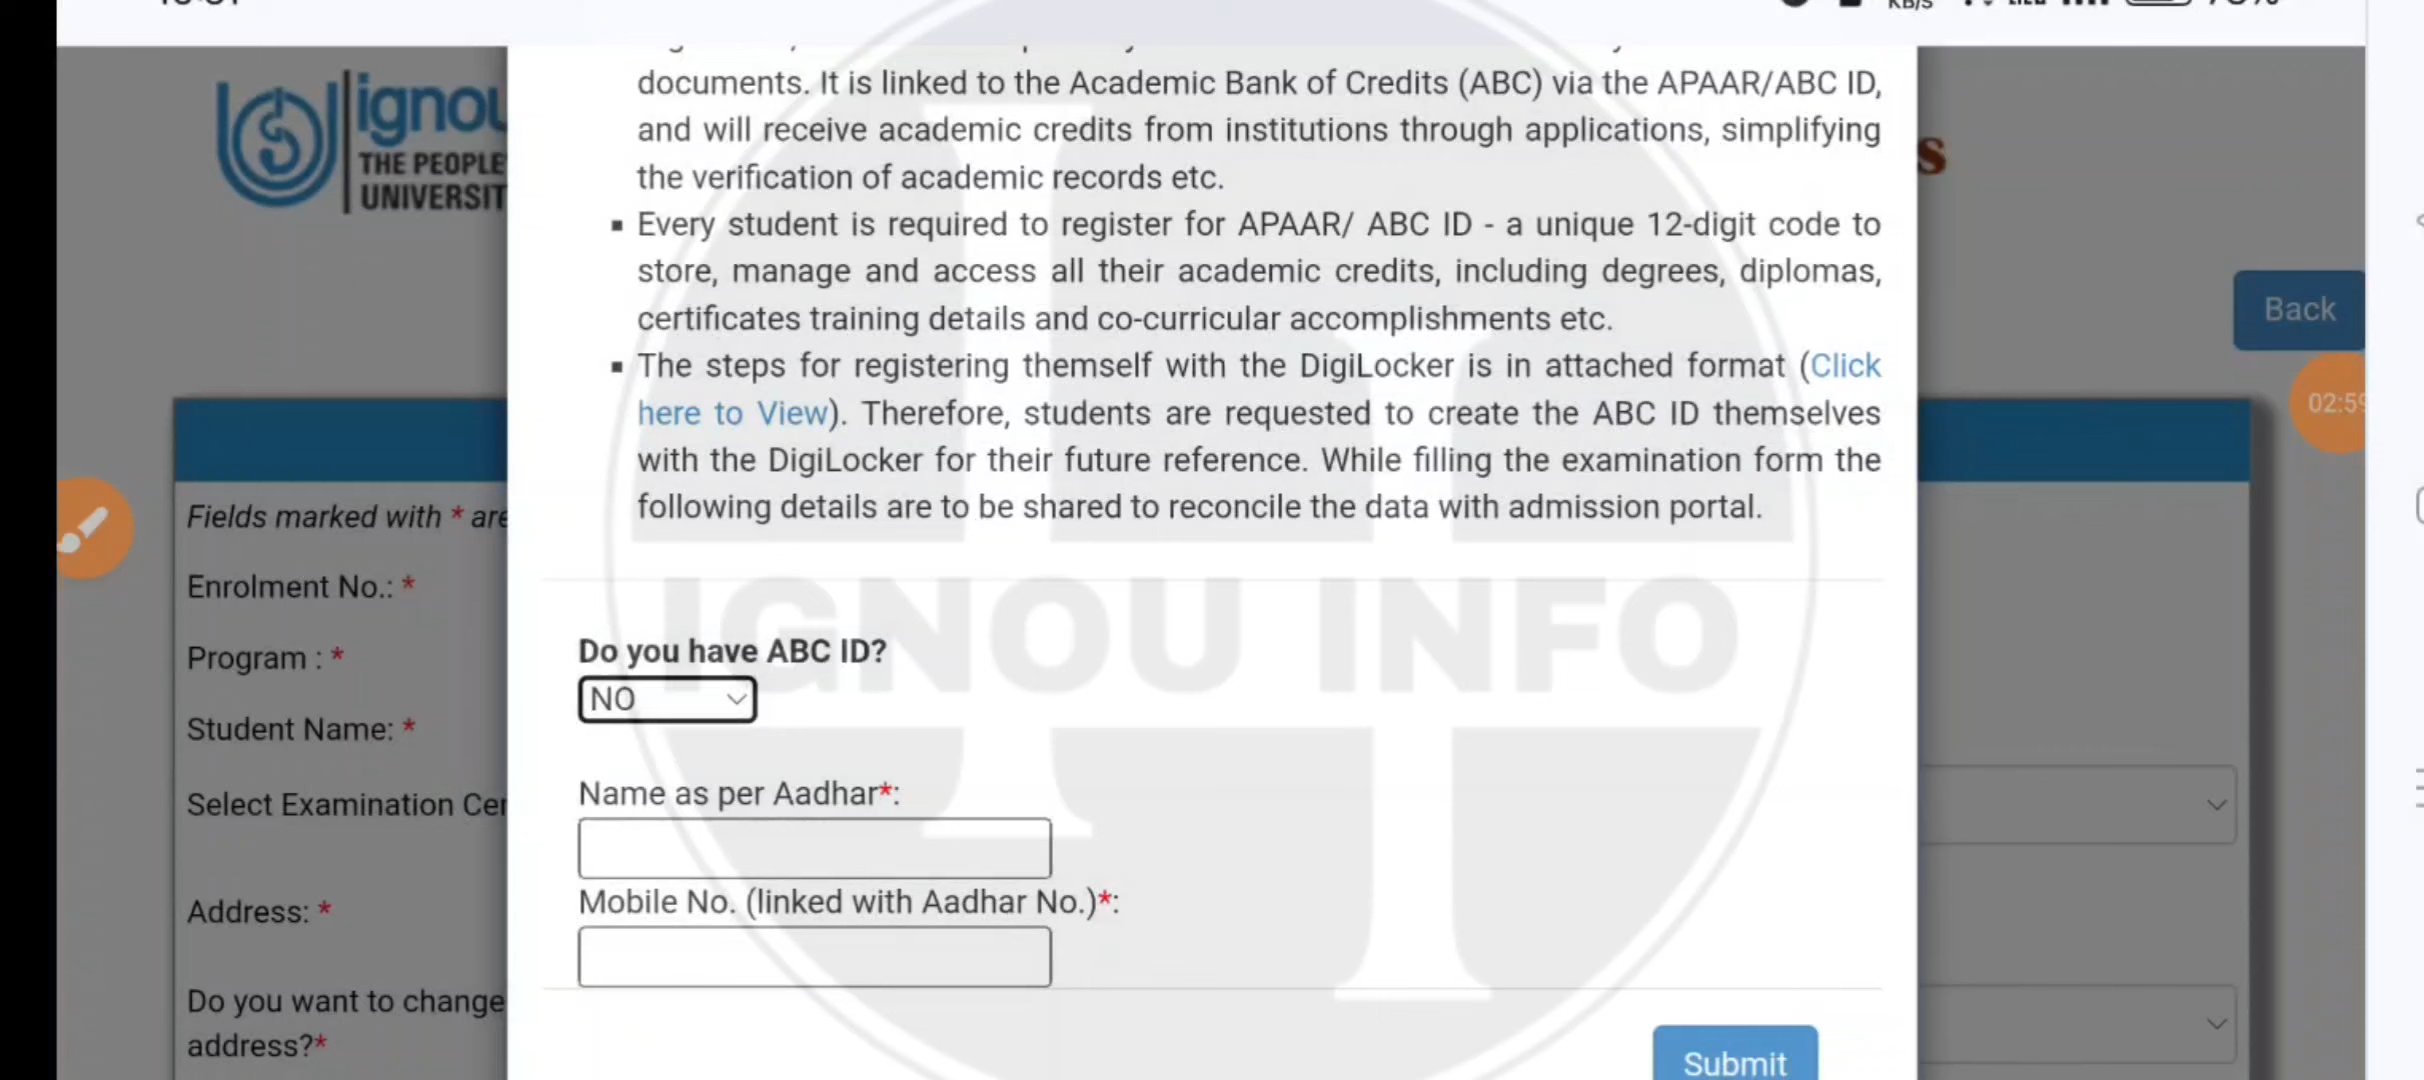 KB/S
documents. It is linked to the Academic Bank of Credits (ABC) via the APAAR/ABC ID,
and will receive academic credits from institutions through applications, simplifying
the verification of academic records etc.
▪ Every student is required to register for APAAR/ ABC ID - a unique 12-digit code to
store, manage and access all their academic credits, including degrees, diplomas,
certificates training details and co-curricular accomplishments etc.
▪ The steps for registering themself with the DigiLocker is in attached format (Click
here to View). Therefore, students are requested to create the ABC ID themselves
with the DigiLocker for their future reference. While filling the examination form the
following details are to be shared to reconcile the data with admission portal.
IGNOU INFO
Do you have ABC ID?
NO
Name as per Aadhar*:
Mobile No. (linked with Aadhar No.)*:
Submit
ignou
THE PEOPLE'
UNIVERSIT
s
Back
02:59
Fields marked with * are
Enrolment No.: *
Program : *
Student Name: *
Select Examination Cen
Address: *
Do you want to change
address?*